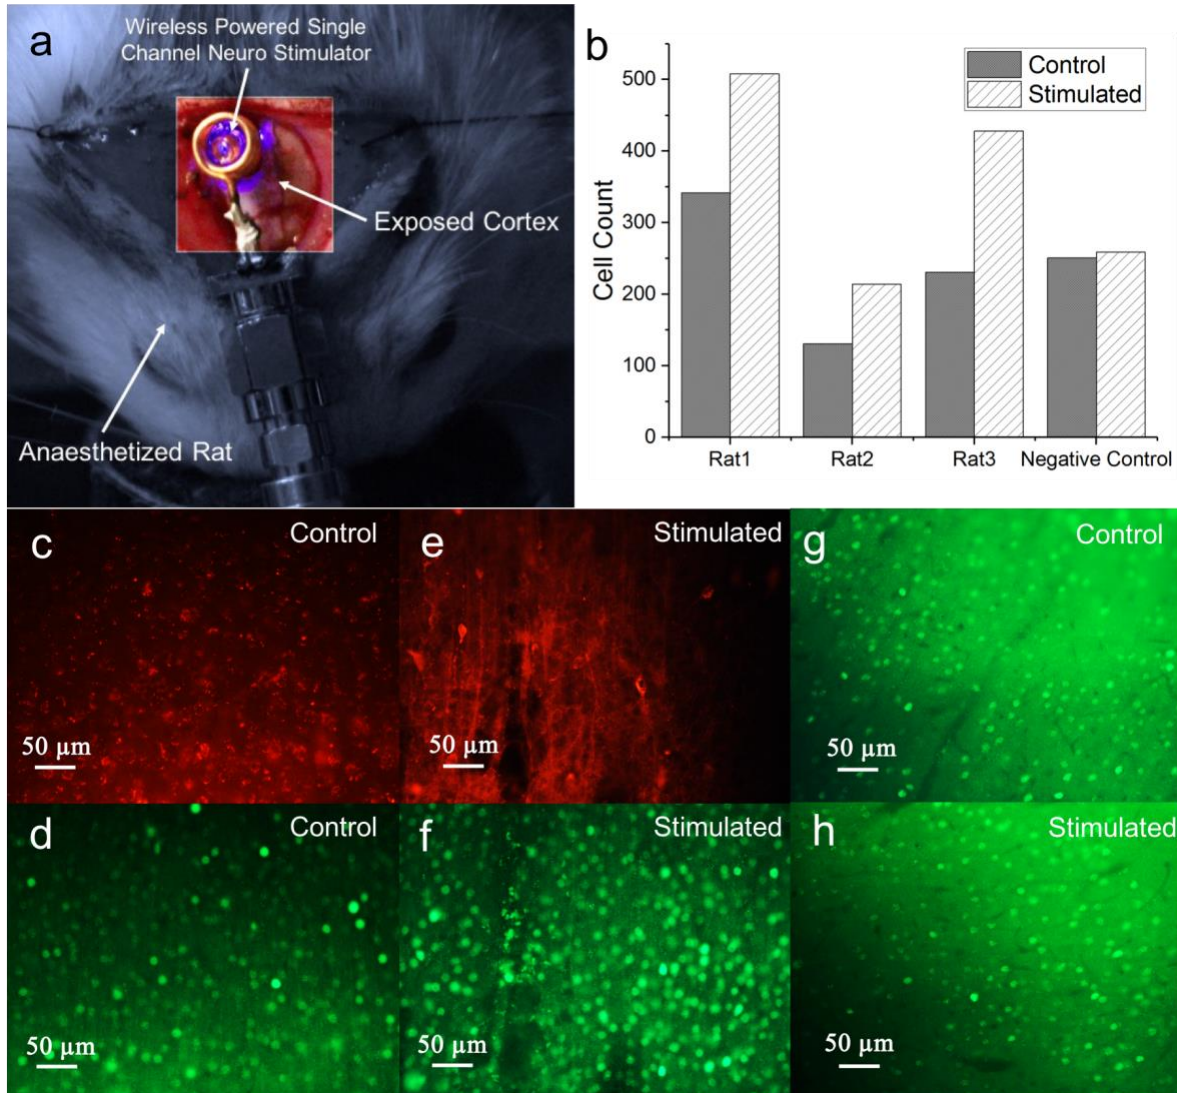 a
Wireless Powered Single
Channel Neuro Stimulator
Exposed Cortex
Anaesthetized Rat
b
Control
Stimulated
Cell Count
500
400
300
200
100
0
Rat1
Rat2
Rat3
Negative Control
c
Control
50 µm
e
Stimulated
50 µm
g
Control
50 µm
d
Control
50 µm
f
Stimulated
50 µm
h
Stimulated
50 µm